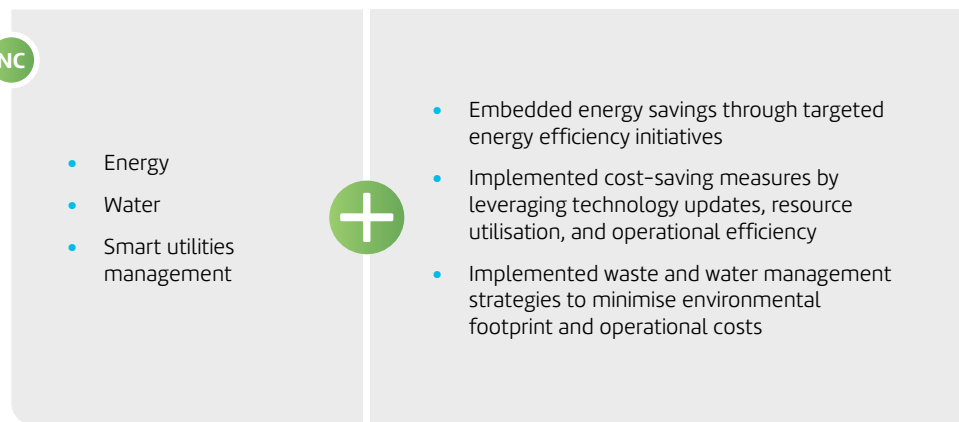 NC
• Energy
• Water
• Smart utilities
management
• Embedded energy savings through targeted
energy efficiency initiatives
• Implemented cost-saving measures by
leveraging technology updates, resource
utilisation, and operational efficiency
• Implemented waste and water management
strategies to minimise environmental
footprint and operational costs